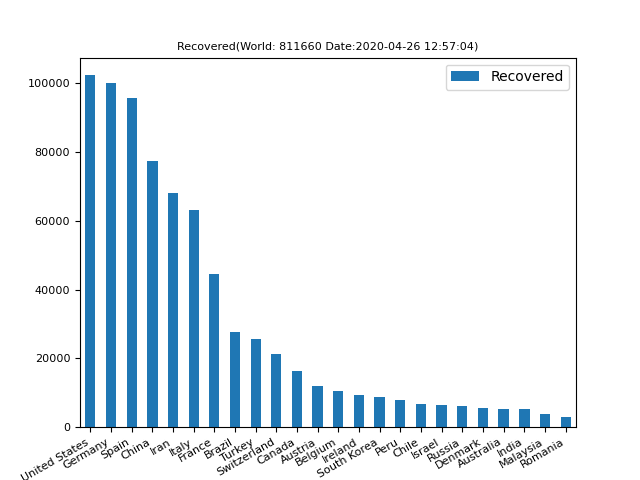 Recovered(World: 811660 Date:2020-04-26 12:57:04)
Recovered
100000
80000
60000
40000
20000
0
United States
Germany
Spain
China
Iran
Italy
France
Brazil
Turkey
Switzerland
Canada
Austria
Belgium
Ireland
South Korea
Peru
Chile
Israel
Russia
Denmark
Australia
India
Malaysia
Romania